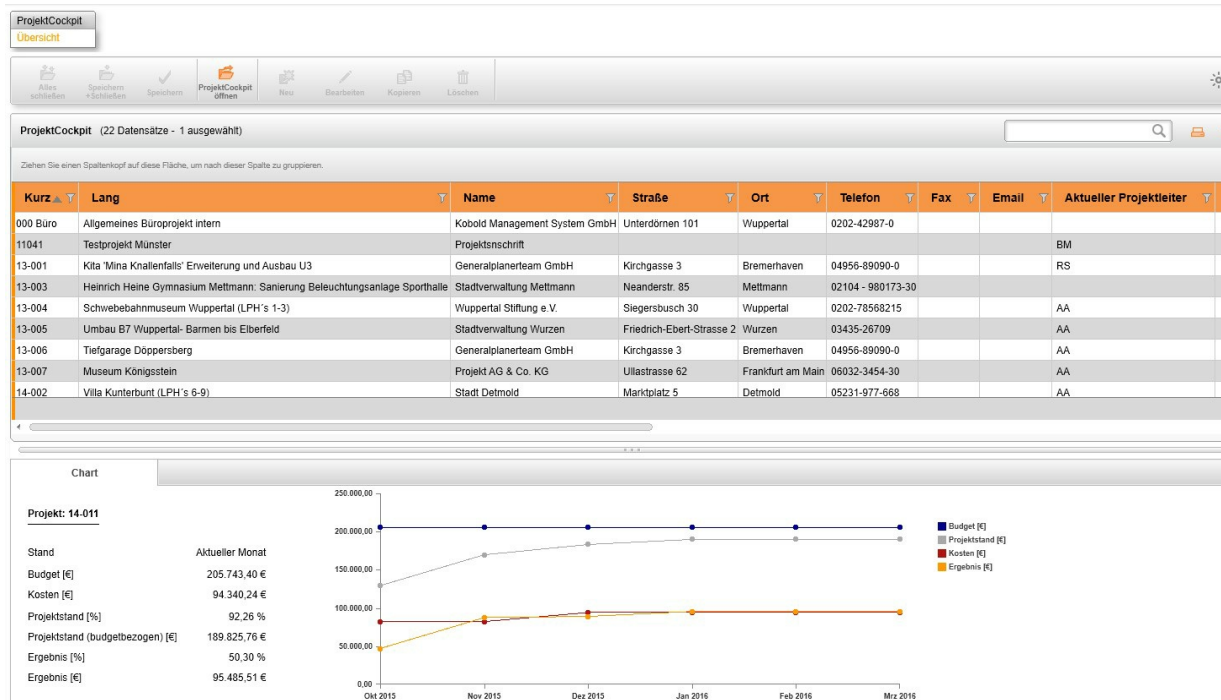 ProjektCockpit
Übersicht
Alles schließen Speichern +Schließen Speichern ProjektCockpit öffnen Neu Bearbeiten Kopieren Löschen
ProjektCockpit (22 Datensätze - 1 ausgewählt)
Ziehen Sie einen Spaltenkopf auf diese Fläche, um nach dieser Spalte zu gruppieren.
Kurz Lang Name Straße Ort Telefon Fax Email Aktueller Projektleiter
000 Büro Allgemeines Büroprojekt intern Kobold Management System GmbH Unterdörnen 101 Wuppertal 0202-42987-0
11041 Testprojekt Münster Projektsnschrift BM
13-001 Kita 'Mina Knallenfalls' Erweiterung und Ausbau U3 Generalplanerteam GmbH Kirchgasse 3 Bremerhaven 04956-89090-0 RS
13-003 Heinrich Heine Gymnasium Mettmann: Sanierung Beleuchtungsanlage Sporthalle Stadtverwaltung Mettmann Neanderstr. 85 Mettmann 02104 - 980173-30
13-004 Schwebebahnmuseum Wuppertal (LPH´s 1-3) Wuppertal Stiftung e.V. Siegersbusch 30 Wuppertal 0202-78568215 AA
13-005 Umbau B7 Wuppertal- Barmen bis Elberfeld Stadtverwaltung Wurzen Friedrich-Ebert-Strasse 2 Wurzen 03435-26709 AA
13-006 Tiefgarage Döppersberg Generalplanerteam GmbH Kirchgasse 3 Bremerhaven 04956-89090-0 AA
13-007 Museum Königsstein Projekt AG & Co. KG Ullastrasse 62 Frankfurt am Main 06032-3454-30 AA
14-002 Villa Kunterbunt (LPH´s 6-9) Stadt Detmold Marktplatz 5 Detmold 05231-977-668 AA
Chart
Projekt: 14-011
Stand Aktueller Monat
Budget [€] 205.743,40 €
Kosten [€] 94.340,24 €
Projektstand [%] 92,26 %
Projektstand (budgetbezogen) [€] 189.825,76 €
Ergebnis [%] 50,30 %
Ergebnis [€] 95.485,51 €
250.000,00
200.000,00
150.000,00
100.000,00
50.000,00
0,00
Okt 2015 Nov 2015 Dez 2015 Jan 2016 Feb 2016 Mrz 2016
Budget [€]
Projektstand [€]
Kosten [€]
Ergebnis [€]